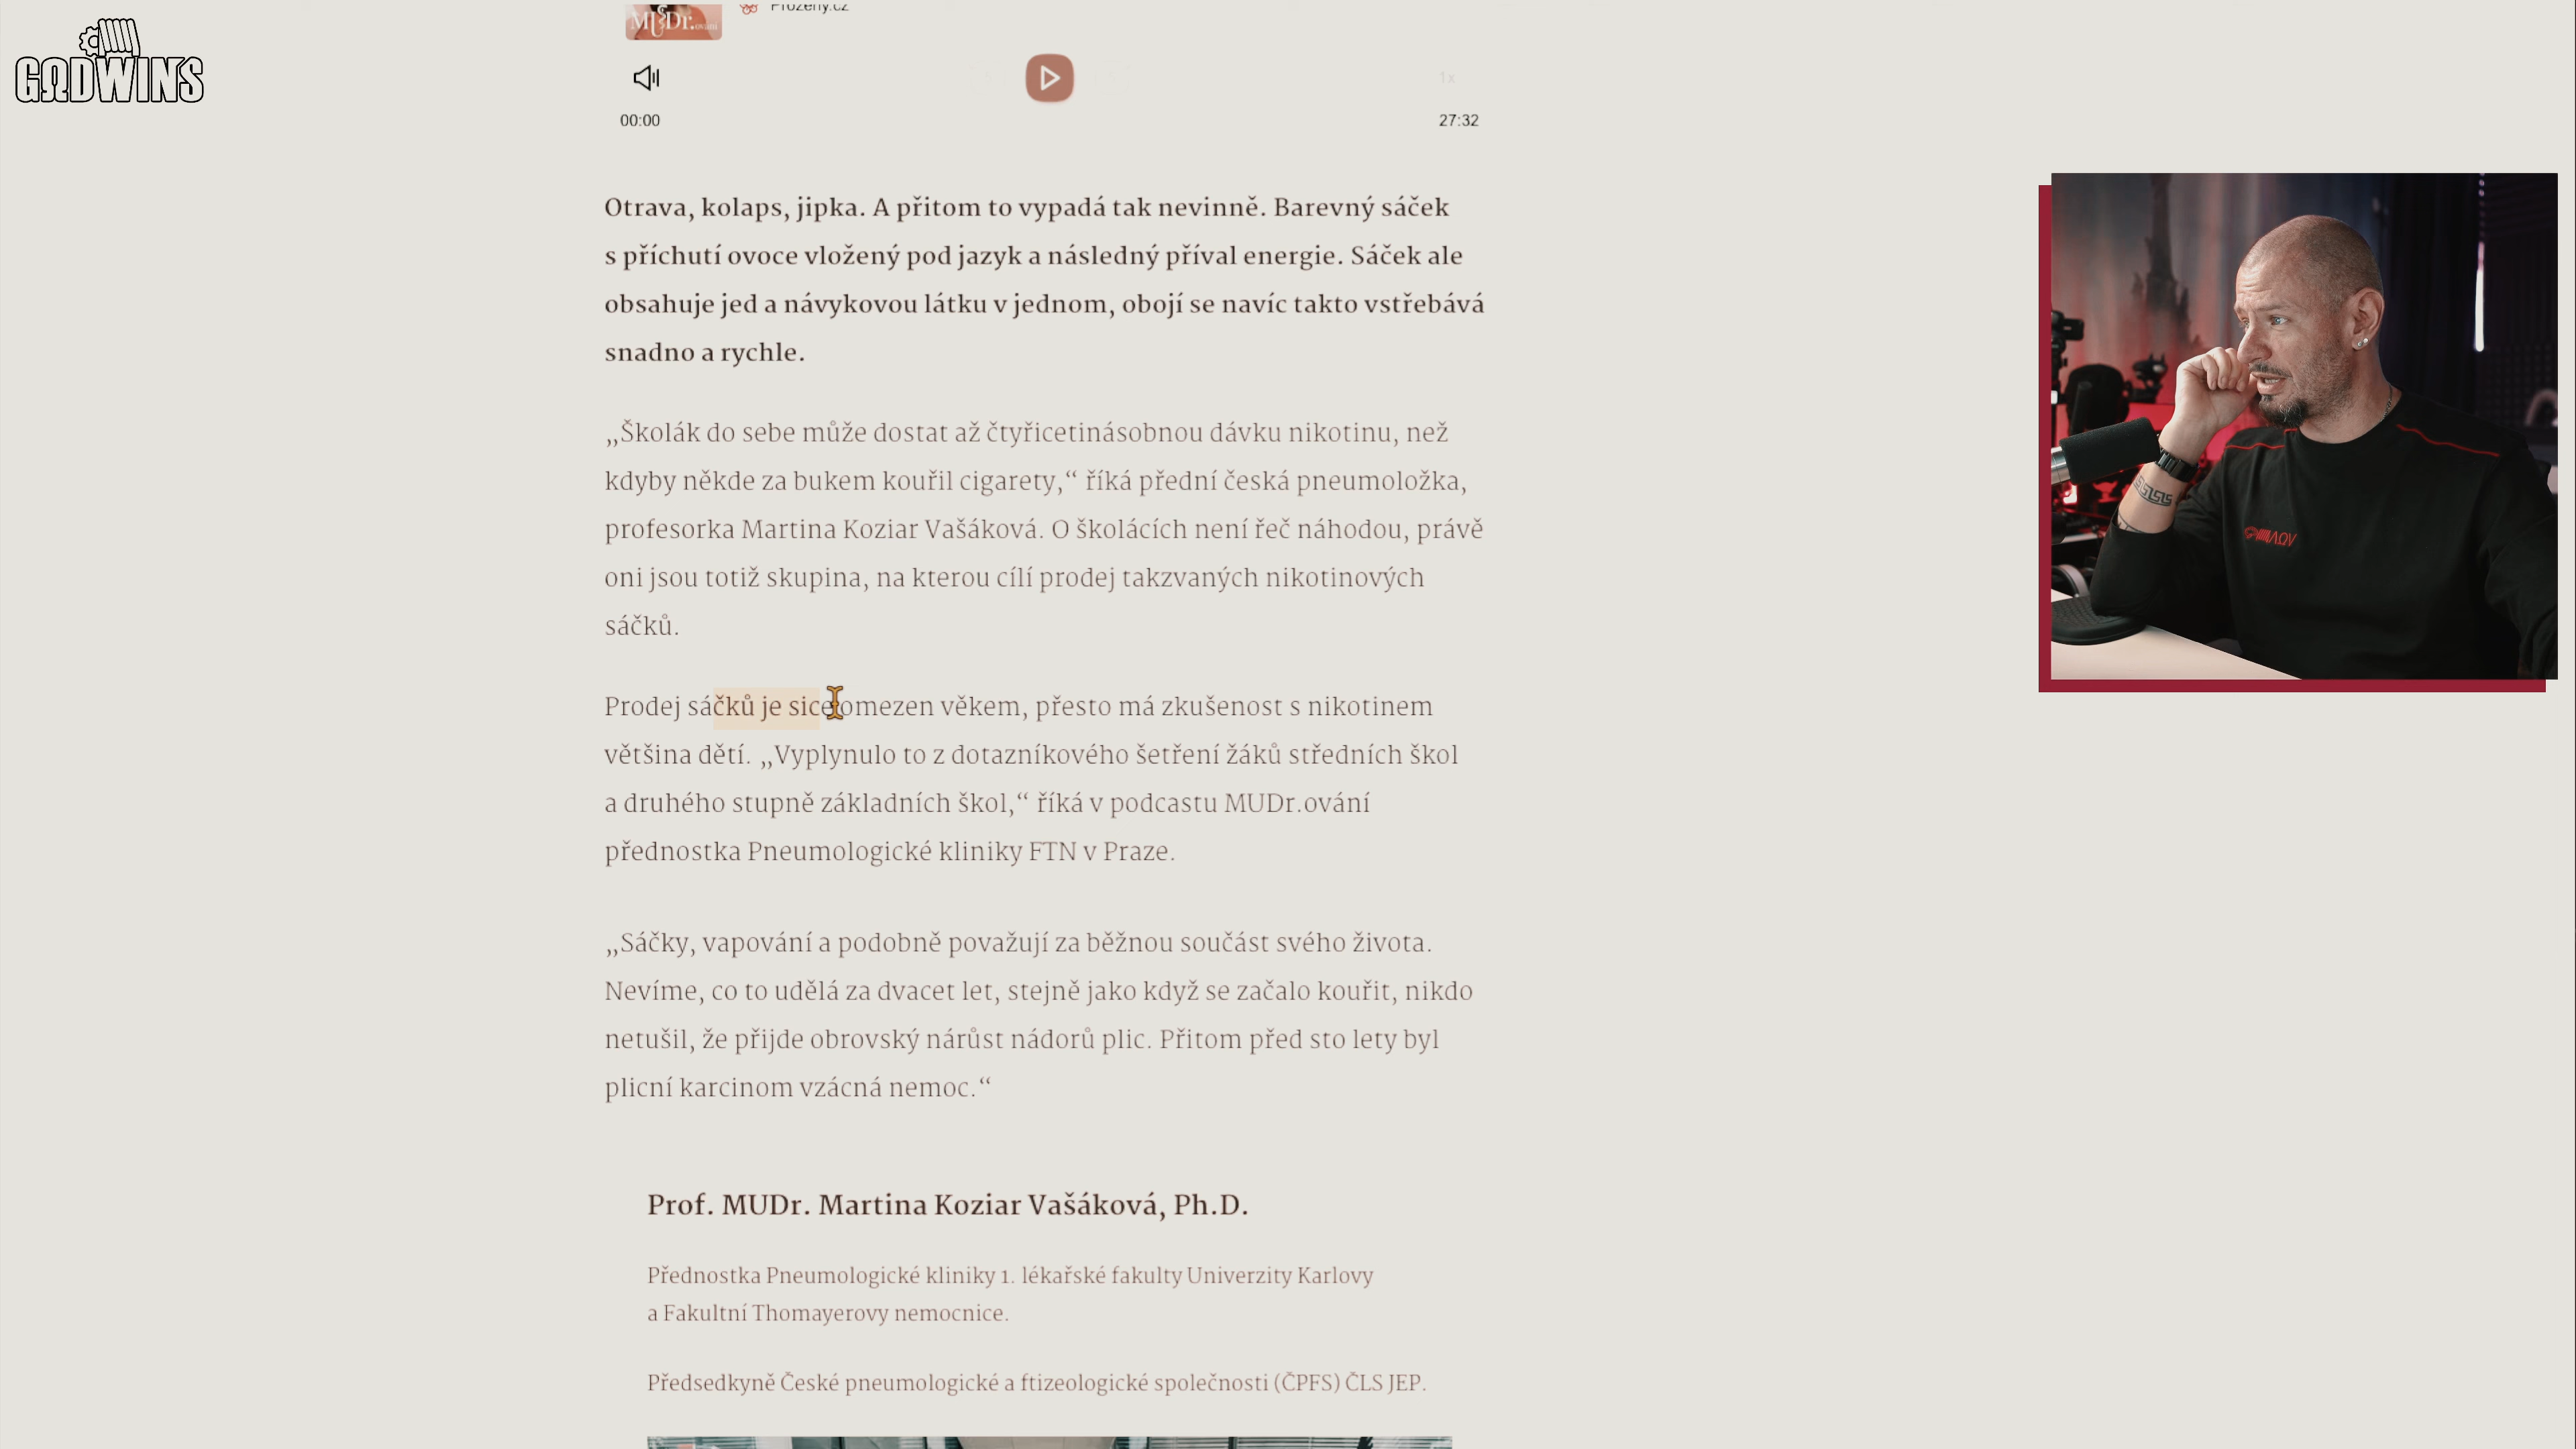 GΩDWINS
MUDr.ování
Prozeny.cz
1x
00:00
27:32
Otrava, kolaps, jipka. A přitom to vypadá tak nevinně. Barevný sáček
s příchutí ovoce vložený pod jazyk a následný příval energie. Sáček ale
obsahuje jed a návykovou látku v jednom, obojí se navíc takto vstřebává
snadno a rychle.
„Školák do sebe může dostat až čtyřicetinásobnou dávku nikotinu, než
kdyby někde za bukem kouřil cigarety,“ říká přední česká pneumoložka,
profesorka Martina Koziar Vašáková. O školácích není řeč náhodou, právě
oni jsou totiž skupina, na kterou cílí prodej takzvaných nikotinových
sáčků.
Prodej sáčků je sice omezen věkem, přesto má zkušenost s nikotinem
většina dětí. „Vyplynulo to z dotazníkového šetření žáků středních škol
a druhého stupně základních škol,“ říká v podcastu MUDr.ování
přednostka Pneumologické kliniky FTN v Praze.
„Sáčky, vapování a podobně považují za běžnou součást svého života.
Nevíme, co to udělá za dvacet let, stejně jako když se začalo kouřit, nikdo
netušil, že přijde obrovský nárůst nádorů plic. Přitom před sto lety byl
plicní karcinom vzácná nemoc.“
Prof. MUDr. Martina Koziar Vašáková, Ph.D.
Přednostka Pneumologické kliniky 1. lékařské fakulty Univerzity Karlovy
a Fakultní Thomayerovy nemocnice.
Předsedkyně České pneumologické a ftizeologické společnosti (ČPFS) ČLS JEP.